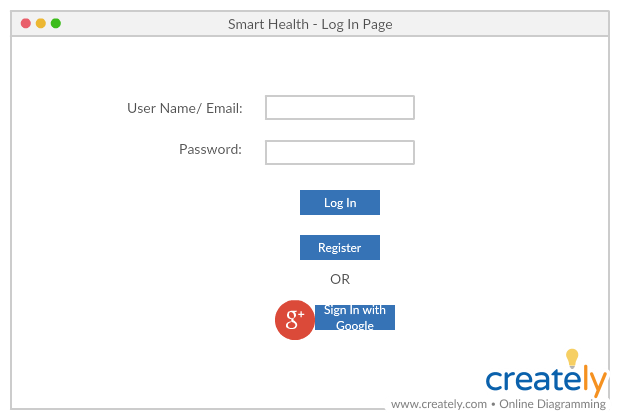 Smart Health - Log In Page
User Name/ Email:
Password:
Log In
Register
OR
g+
Sign In with
Google
creately
www.creately.com • Online Diagramming